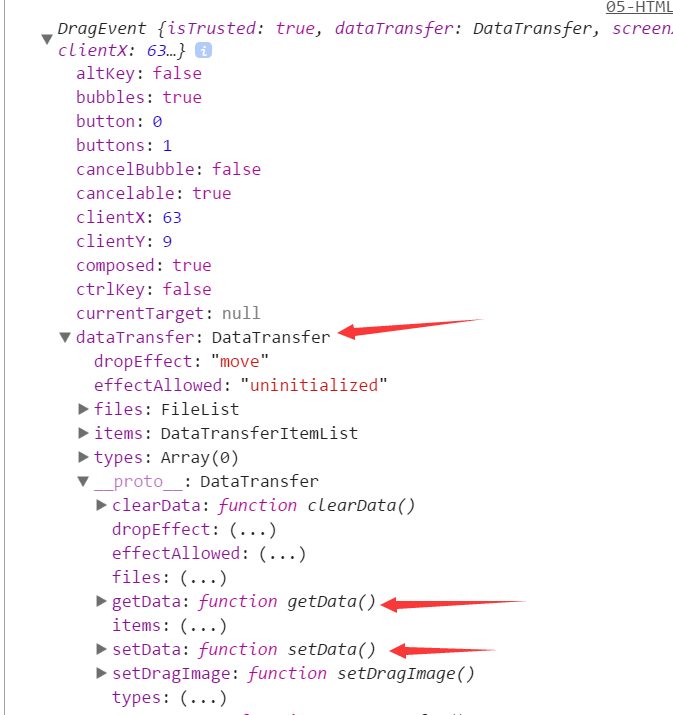 05-HTML
DragEvent {isTrusted: true, dataTransfer: DataTransfer, screen
clientX: 63…} i
altKey: false
bubbles: true
button: 0
buttons: 1
cancelBubble: false
cancelable: true
clientX: 63
clientY: 9
composed: true
ctrlKey: false
currentTarget: null
dataTransfer: DataTransfer
dropEffect: "move"
effectAllowed: "uninitialized"
files: FileList
items: DataTransferItemList
types: Array(0)
__proto__: DataTransfer
clearData: function clearData()
dropEffect: (...)
effectAllowed: (...)
files: (...)
getData: function getData()
items: (...)
setData: function setData()
setDragImage: function setDragImage()
types: (...)